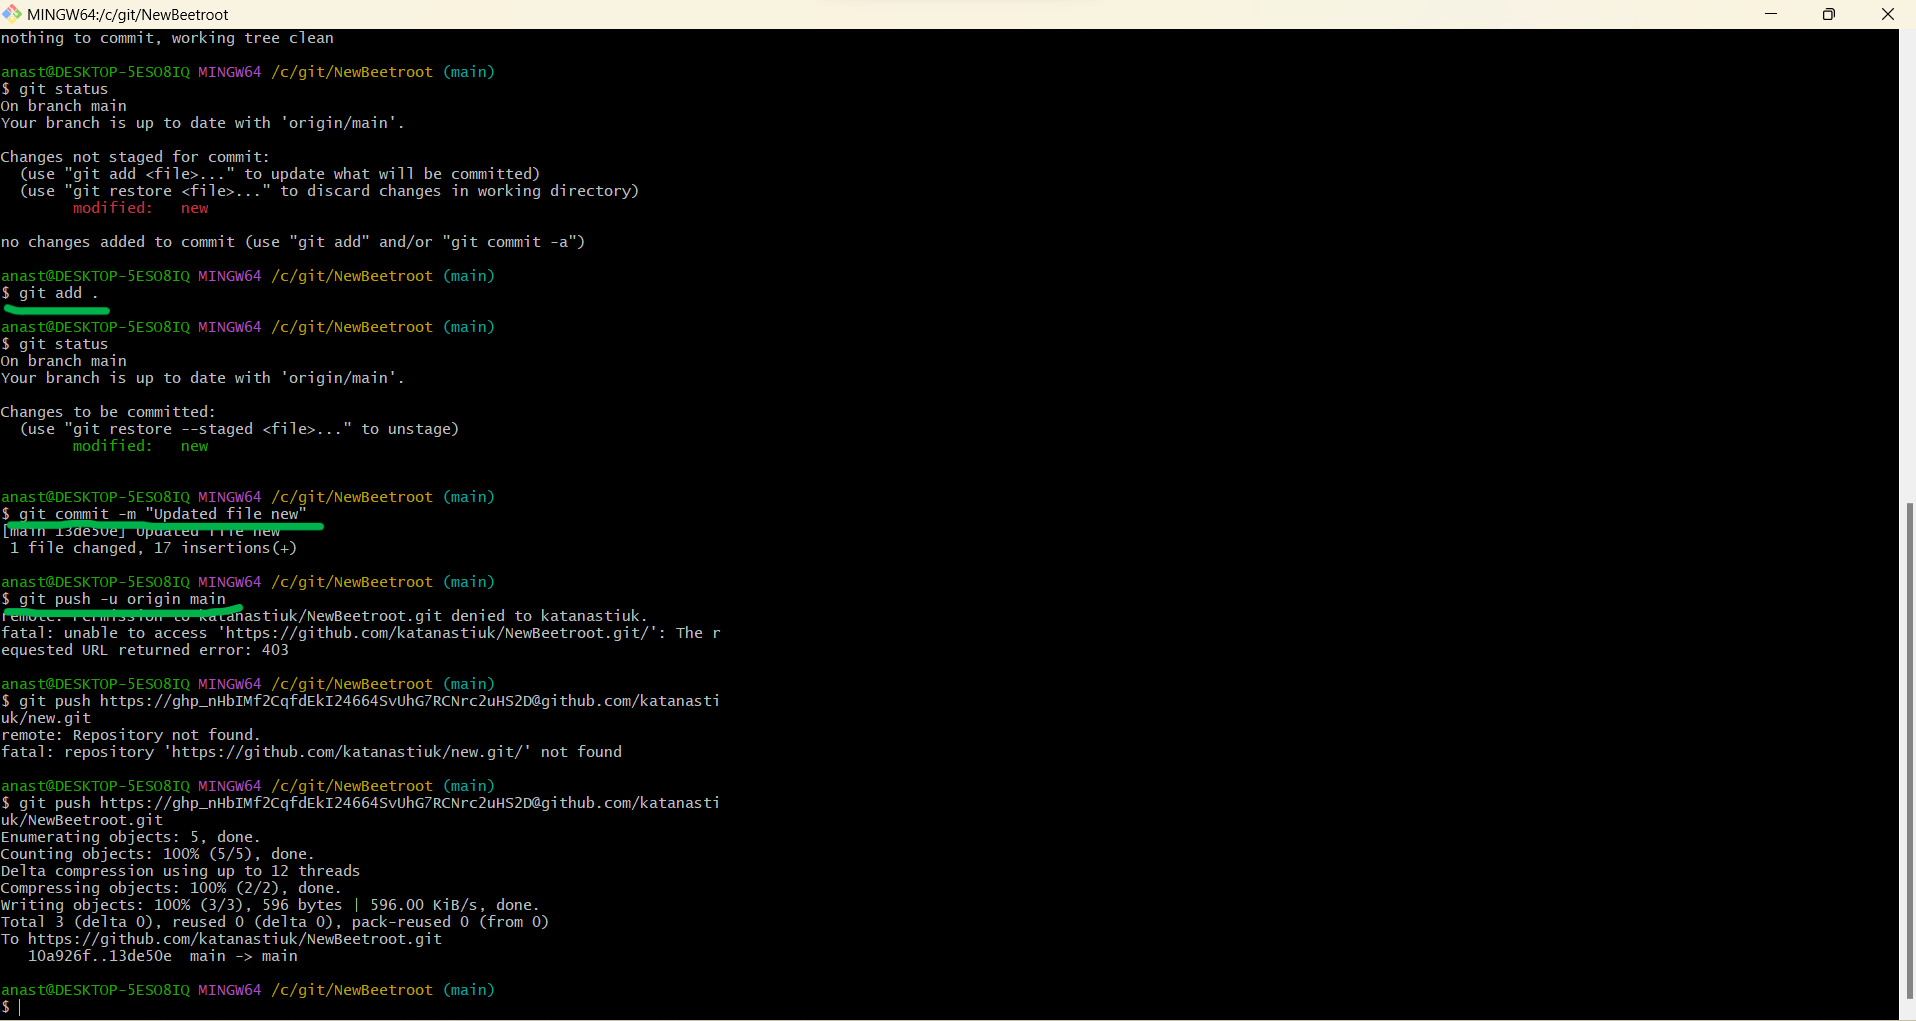 MINGW64:/c/git/NewBeetroot
nothing to commit, working tree clean
anast@DESKTOP-5ESO8IQ MINGW64 /c/git/NewBeetroot (main)
$ git status
On branch main
Your branch is up to date with 'origin/main'.
Changes not staged for commit:
(use "git add <file>..." to update what will be committed)
(use "git restore <file>..." to discard changes in working directory)
modified: new
no changes added to commit (use "git add" and/or "git commit -a")
anast@DESKTOP-5ESO8IQ MINGW64 /c/git/NewBeetroot (main)
$ git add .
anast@DESKTOP-5ESO8IQ MINGW64 /c/git/NewBeetroot (main)
$ git status
On branch main
Your branch is up to date with 'origin/main'.
Changes to be committed:
(use "git restore --staged <file>..." to unstage)
modified: new
anast@DESKTOP-5ESO8IQ MINGW64 /c/git/NewBeetroot (main)
$ git commit -m "Updated file new"
[main 13de50e] Updated file new
1 file changed, 17 insertions(+)
anast@DESKTOP-5ESO8IQ MINGW64 /c/git/NewBeetroot (main)
$ git push -u origin main
remote: Permission to katanastiuk/NewBeetroot.git denied to katanastiuk.
fatal: unable to access 'https://github.com/katanastiuk/NewBeetroot.git/': The r
equested URL returned error: 403
anast@DESKTOP-5ESO8IQ MINGW64 /c/git/NewBeetroot (main)
$ git push https://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@github.com/katanasti
uk/new.git
remote: Repository not found.
fatal: repository 'https://github.com/katanastiuk/new.git/' not found
anast@DESKTOP-5ESO8IQ MINGW64 /c/git/NewBeetroot (main)
$ git push https://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@github.com/katanasti
uk/NewBeetroot.git
Enumerating objects: 5, done.
Counting objects: 100% (5/5), done.
Delta compression using up to 12 threads
Compressing objects: 100% (2/2), done.
Writing objects: 100% (3/3), 596 bytes | 596.00 KiB/s, done.
Total 3 (delta 0), reused 0 (delta 0), pack-reused 0 (from 0)
To https://github.com/katanastiuk/NewBeetroot.git
10a926f..13de50e main -> main
anast@DESKTOP-5ESO8IQ MINGW64 /c/git/NewBeetroot (main)
$